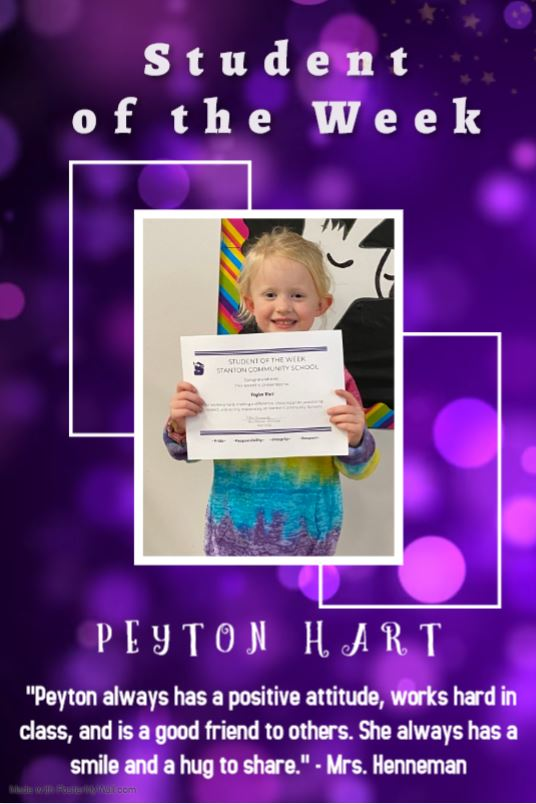 Student
of the Week
STUDENT OF THE WEEK
STANTON COMMUNITY SCHOOL
Peyton Hart
PEYTON HART
"Peyton always has a positive attitude, works hard in
class, and is a good friend to others. She always has a
smile and a hug to share." - Mrs. Henneman
Made with PosterMyWall.com